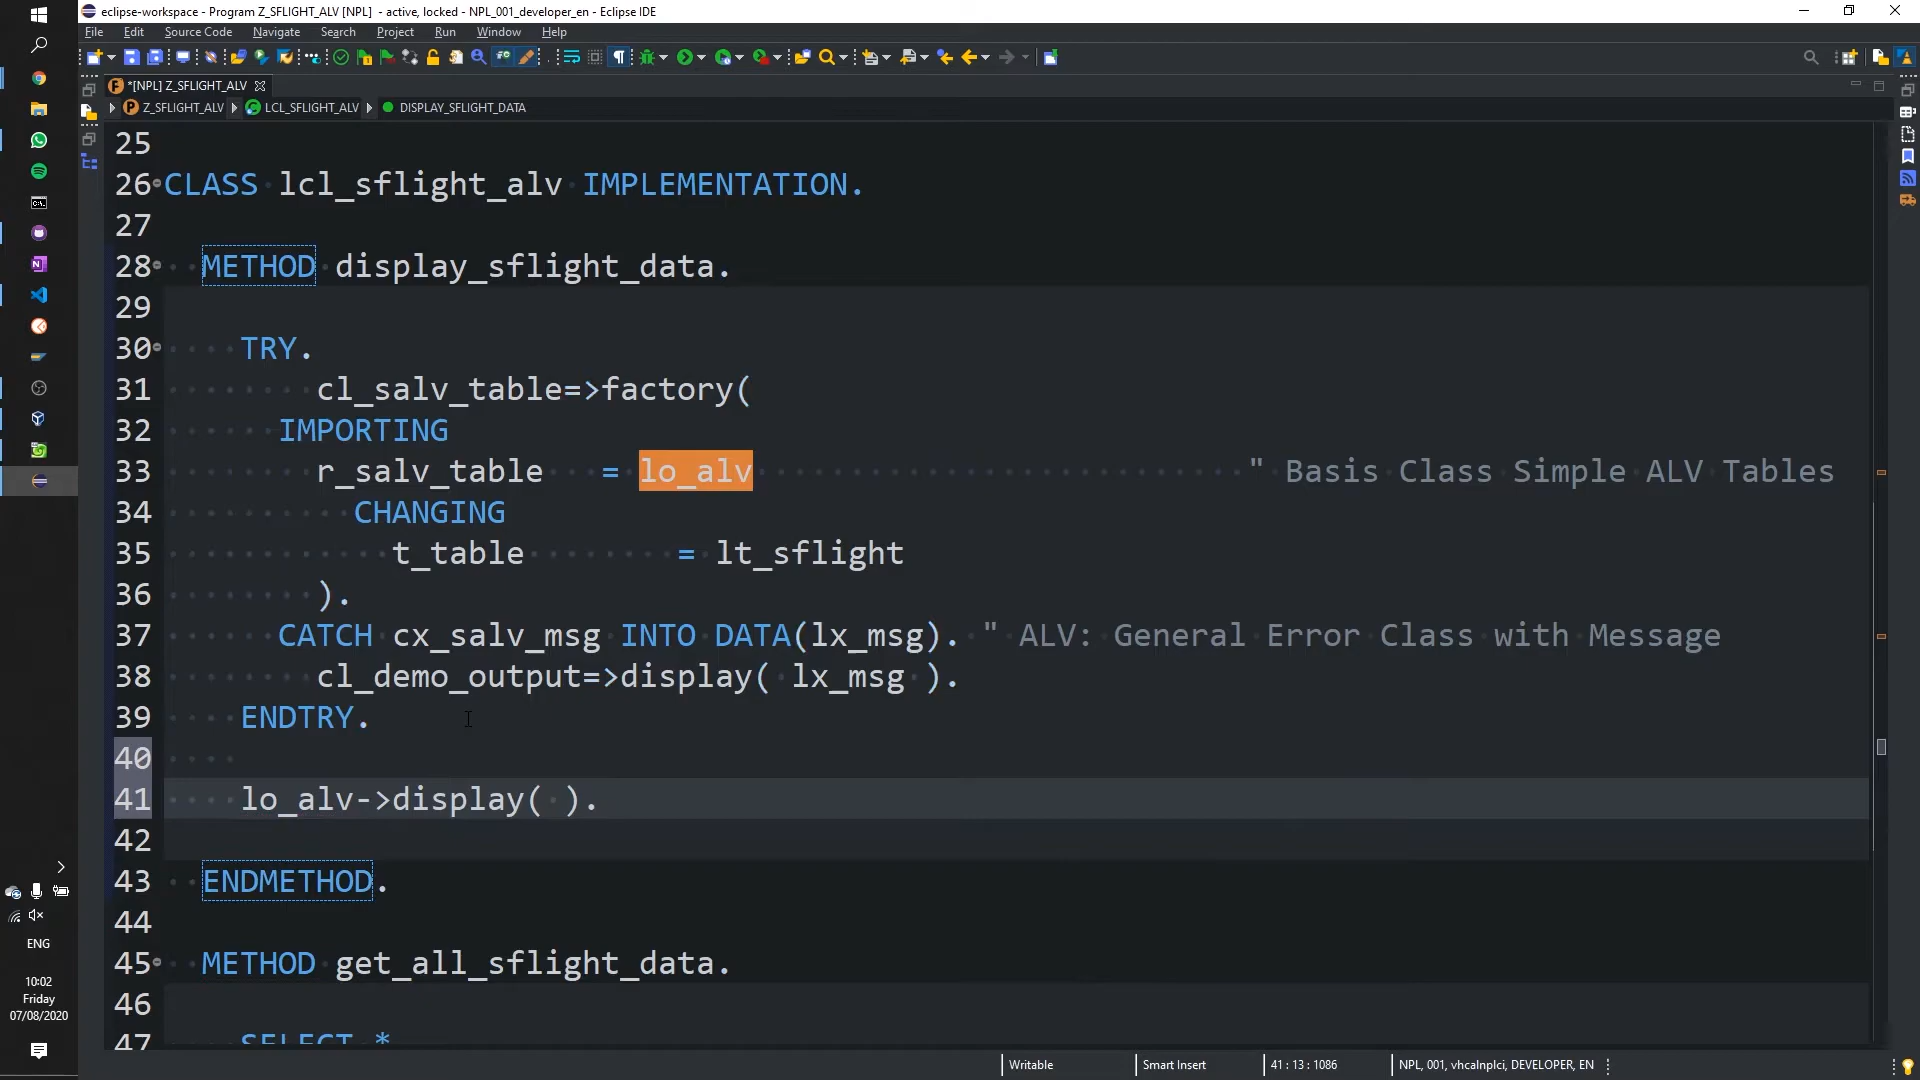 eclipse-workspace - Program Z_SFLIGHT_ALV [NPL]  - active, locked - NPL_001_developer_en - Eclipse IDE
File Edit Source Code Navigate Search Project Run Window Help
*[NPL] Z_SFLIGHT_ALV
Z_SFLIGHT_ALV LCL_SFLIGHT_ALV DISPLAY_SFLIGHT_DATA
25
26 CLASS lcl_sflight_alv IMPLEMENTATION.
27
28 METHOD display_sflight_data.
29
30 TRY.
31 cl_salv_table=>factory(
32 IMPORTING
33 r_salv_table = lo_alv " Basis Class Simple ALV Tables
34 CHANGING
35 t_table = lt_sflight
36 ).
37 CATCH cx_salv_msg INTO DATA(lx_msg). " ALV: General Error Class with Message
38 cl_demo_output=>display( lx_msg ).
39 ENDTRY.
40
41 lo_alv->display( ).
42
43 ENDMETHOD.
44
45 METHOD get_all_sflight_data.
46
47 SELECT *
ENG
10:02
Friday
07/08/2020
Writable Smart Insert 41 : 13 : 1086 NPL, 001, vhcalnplci, DEVELOPER, EN